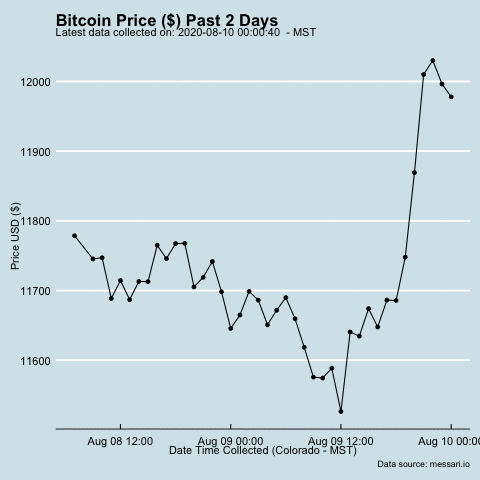 Bitcoin Price ($) Past 2 Days
Latest data collected on: 2020-08-10 00:00:40  - MST
12000
11900
11800
11700
11600
Price USD ($)
Aug 08 12:00
Aug 09 00:00
Aug 09 12:00
Aug 10 00:00
Date Time Collected (Colorado - MST)
Data source: messari.io